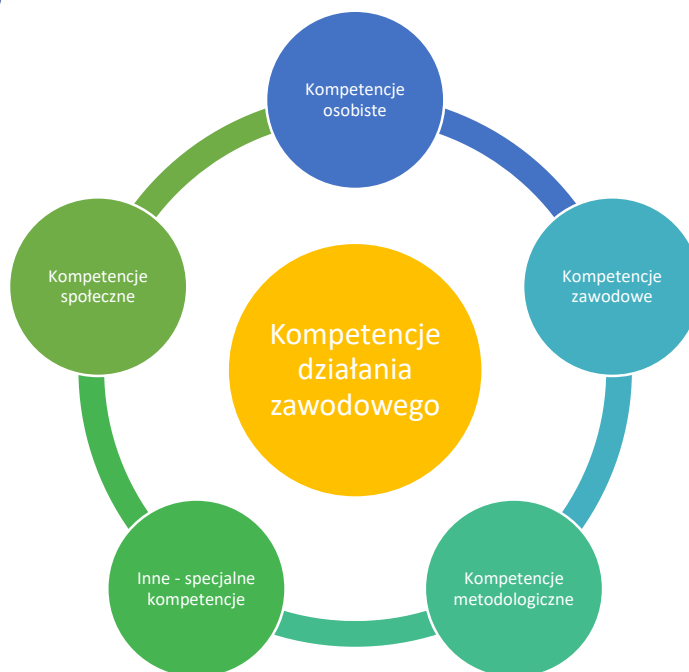 Kompetencje
osobiste
Kompetencje
społeczne
Kompetencje
zawodowe
Kompetencje
działania
zawodowego
Inne - specjalne
kompetencje
Kompetencje
metodologiczne